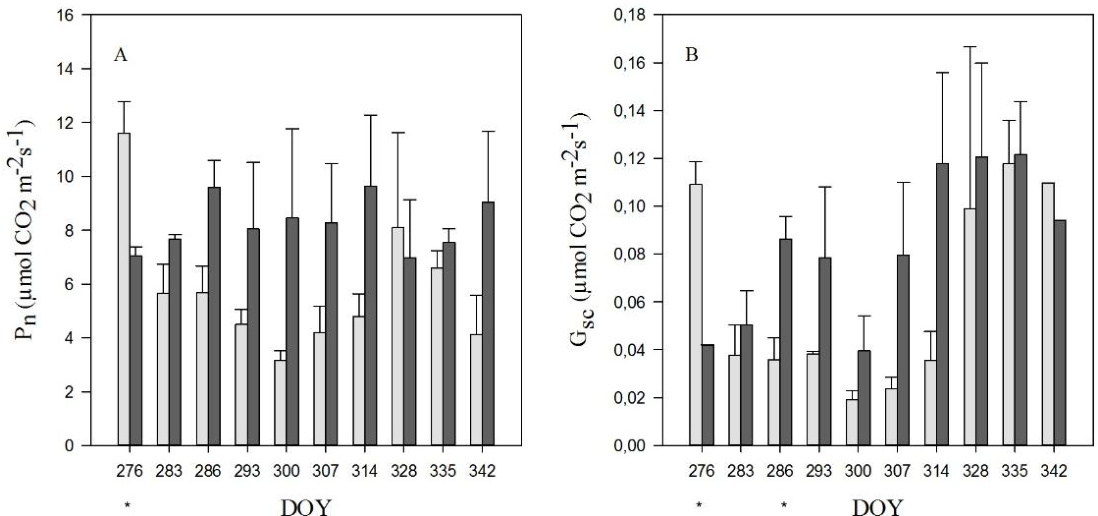 A
16
14
12
10
8
6
4
2
0
Pn (µmol CO2 m-2s-1)
276 283 286 293 300 307 314 328 335 342
* DOY
B
0,18
0,16
0,14
0,12
0,10
0,08
0,06
0,04
0,02
0,00
Gsc (µmol CO2 m-2s-1)
276 283 286 293 300 307 314 328 335 342
* * DOY